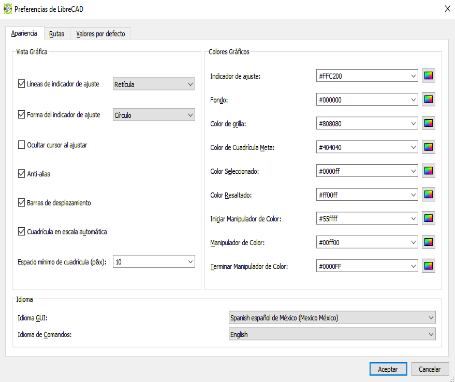 Preferencias de LibreCAD
Apariencia Rutas Valores por defecto
Vista Gráfica
Líneas de indicador de ajuste Retícula
Forma del indicador de ajuste Círculo
Ocultar cursor al ajustar
Anti-alias
Barras de desplazamiento
Cuadrícula en escala automática
Espacio mínimo de cuadrícula (píx): 10
Colores Gráficos
Indicador de ajuste: #FFC200
Fondo: #000000
Color de grilla: #808080
Color de Cuadrícula Meta: #404040
Color Seleccionado: #0000ff
Color Resaltado: #ff00ff
Iniciar Manipulador de Color: #55ffff
Manipulador de Color: #00ff00
Terminar Manipulador de Color: #0000FF
Idioma
Idioma GUI: Spanish español de México (Mexico México)
Idioma de Comandos: English
Aceptar Cancelar